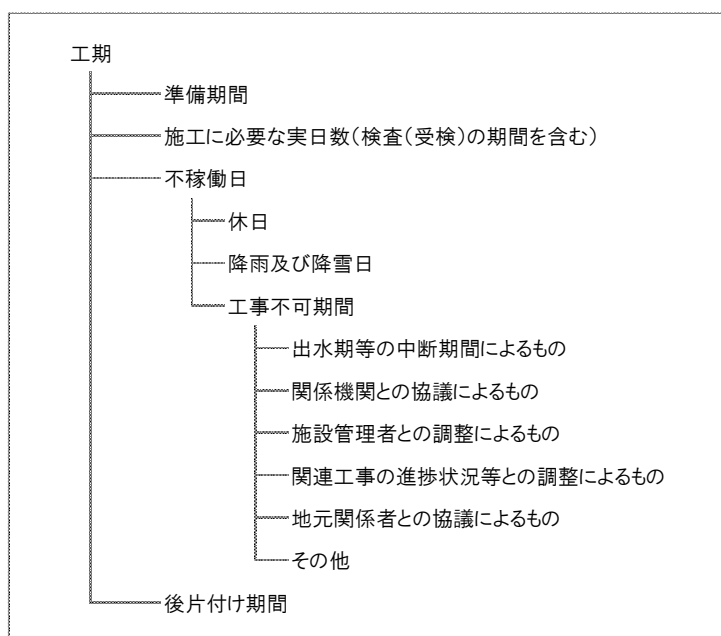 工期
準備期間
施工に必要な実日数(検査(受検)の期間を含む)
不稼働日
休日
降雨及び降雪日
工事不可期間
出水期等の中断期間によるもの
関係機関との協議によるもの
施設管理者との調整によるもの
関連工事の進捗状況等との調整によるもの
地元関係者との協議によるもの
その他
後片付け期間